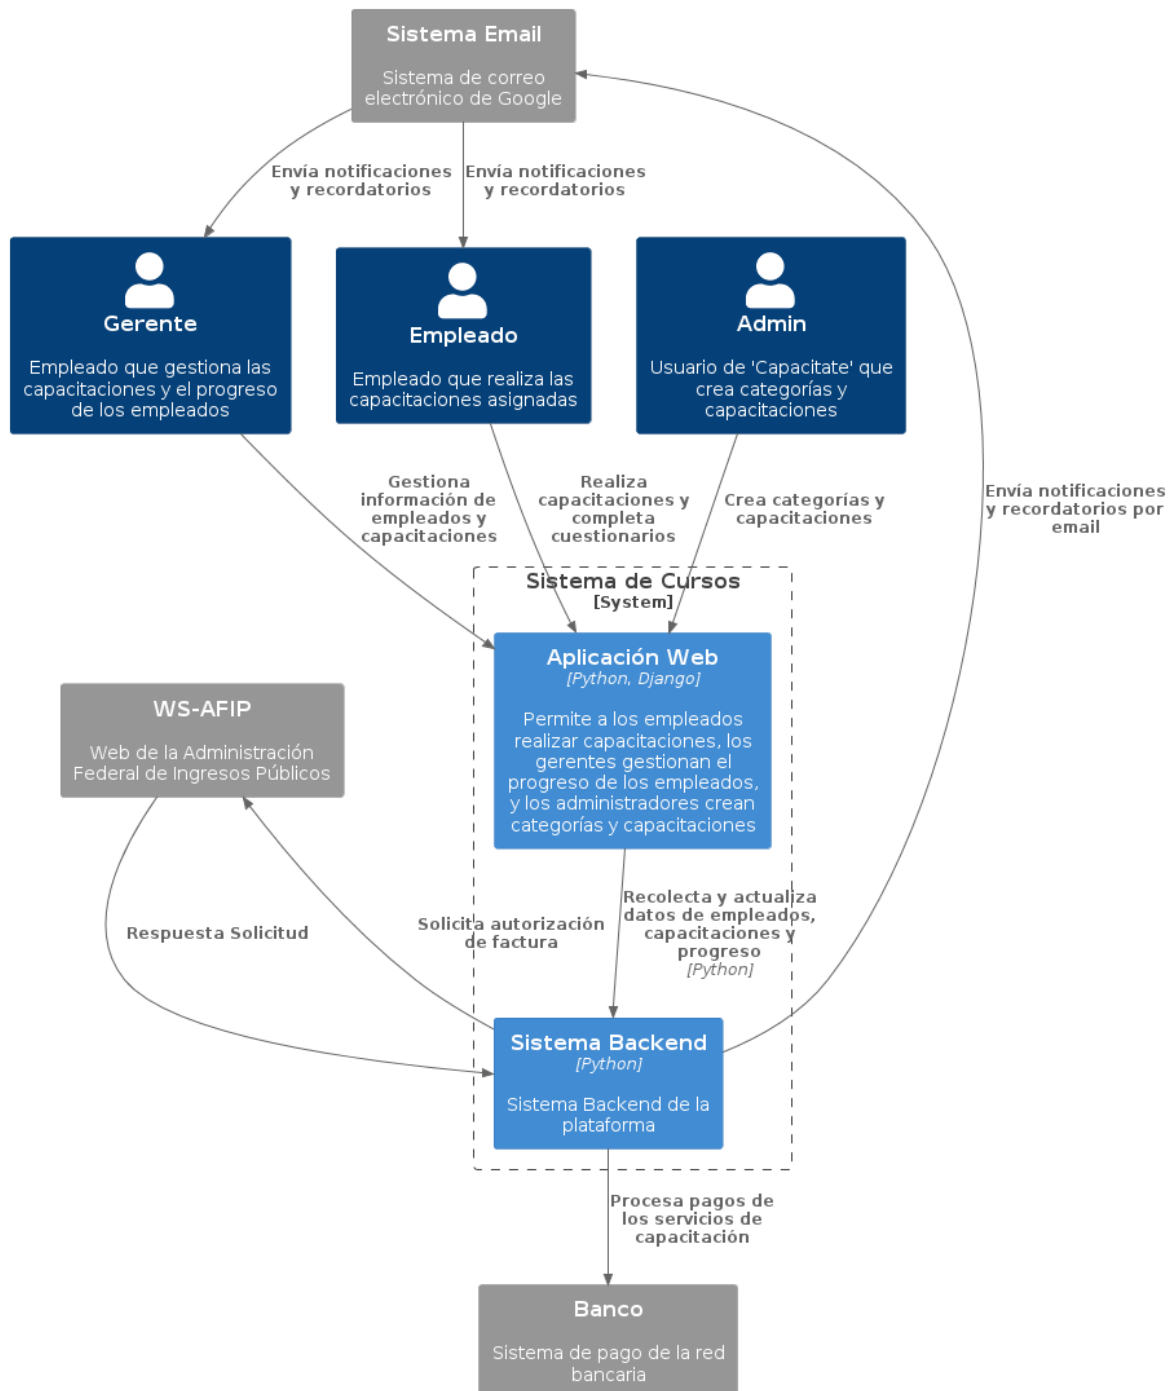 Sistema Email
Sistema de correo
electrónico de Google
Envía notificaciones
y recordatorios
Envía notificaciones
y recordatorios
Gerente
Empleado que gestiona las
capacitaciones y el progreso
de los empleados
Empleado
Empleado que realiza las
capacitaciones asignadas
Admin
Usuario de 'Capacitate' que
crea categorías y
capacitaciones
Gestiona
información de
empleados y
capacitaciones
Realiza
capacitaciones y
completa
cuestionarios
Crea categorías y
capacitaciones
Envía notificaciones
y recordatorios por
email
Sistema de Cursos
[System]
Aplicación Web
[Python, Django]
Permite a los empleados
realizar capacitaciones, los
gerentes gestionan el
progreso de los empleados,
y los administradores crean
categorías y capacitaciones
WS-AFIP
Web de la Administración
Federal de Ingresos Públicos
Respuesta Solicitud
Solicita autorización
de factura
Recolecta y actualiza
datos de empleados,
capacitaciones y
progreso
[Python]
Sistema Backend
[Python]
Sistema Backend de la
plataforma
Procesa pagos de
los servicios de
capacitación
Banco
Sistema de pago de la red
bancaria